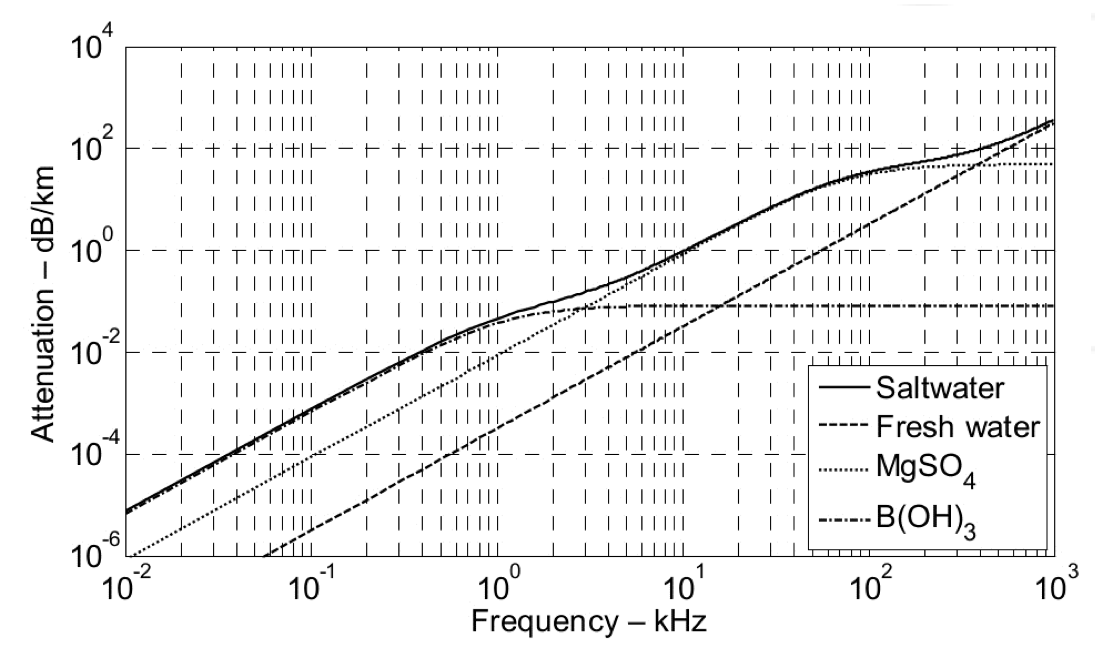 Attenuation – dB/km
10^4
10^2
10^0
10^-2
10^-4
10^-6
10^-2 10^-1 10^0 10^1 10^2 10^3
Frequency – kHz
Saltwater
Fresh water
MgSO4
B(OH)3